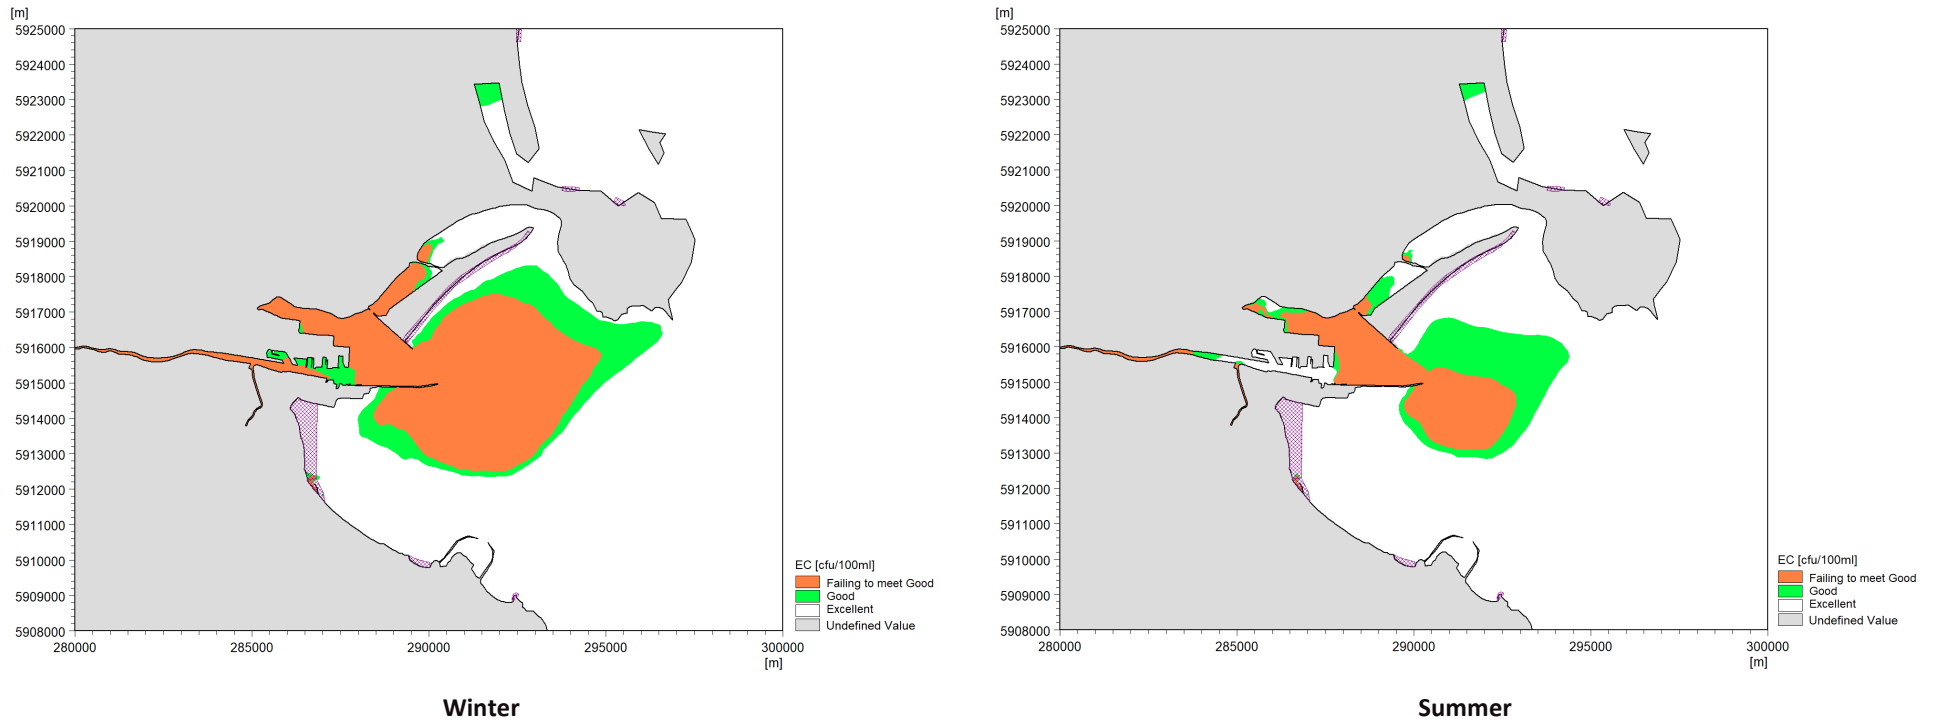 [m]
5925000
5924000
5923000
5922000
5921000
5920000
5919000
5918000
5917000
5916000
5915000
5914000
5913000
5912000
5911000
5910000
5909000
5908000
280000 285000 290000 295000 300000
[m]
EC [cfu/100ml]
Failing to meet Good
Good
Excellent
Undefined Value
Winter
[m]
5925000
5924000
5923000
5922000
5921000
5920000
5919000
5918000
5917000
5916000
5915000
5914000
5913000
5912000
5911000
5910000
5909000
5908000
280000 285000 290000 295000 300000
[m]
EC [cfu/100ml]
Failing to meet Good
Good
Excellent
Undefined Value
Summer